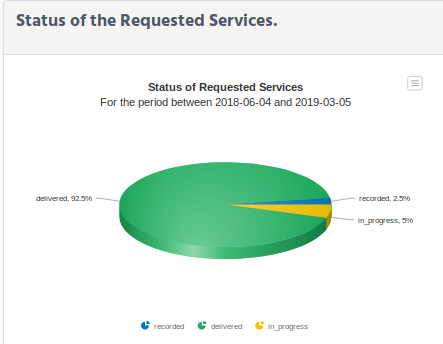 Status of the Requested Services.
Status of Requested Services
For the period between 2018-06-04 and 2019-03-05
delivered, 92.5%
recorded, 2.5%
in_progress, 5%
recorded delivered in_progress